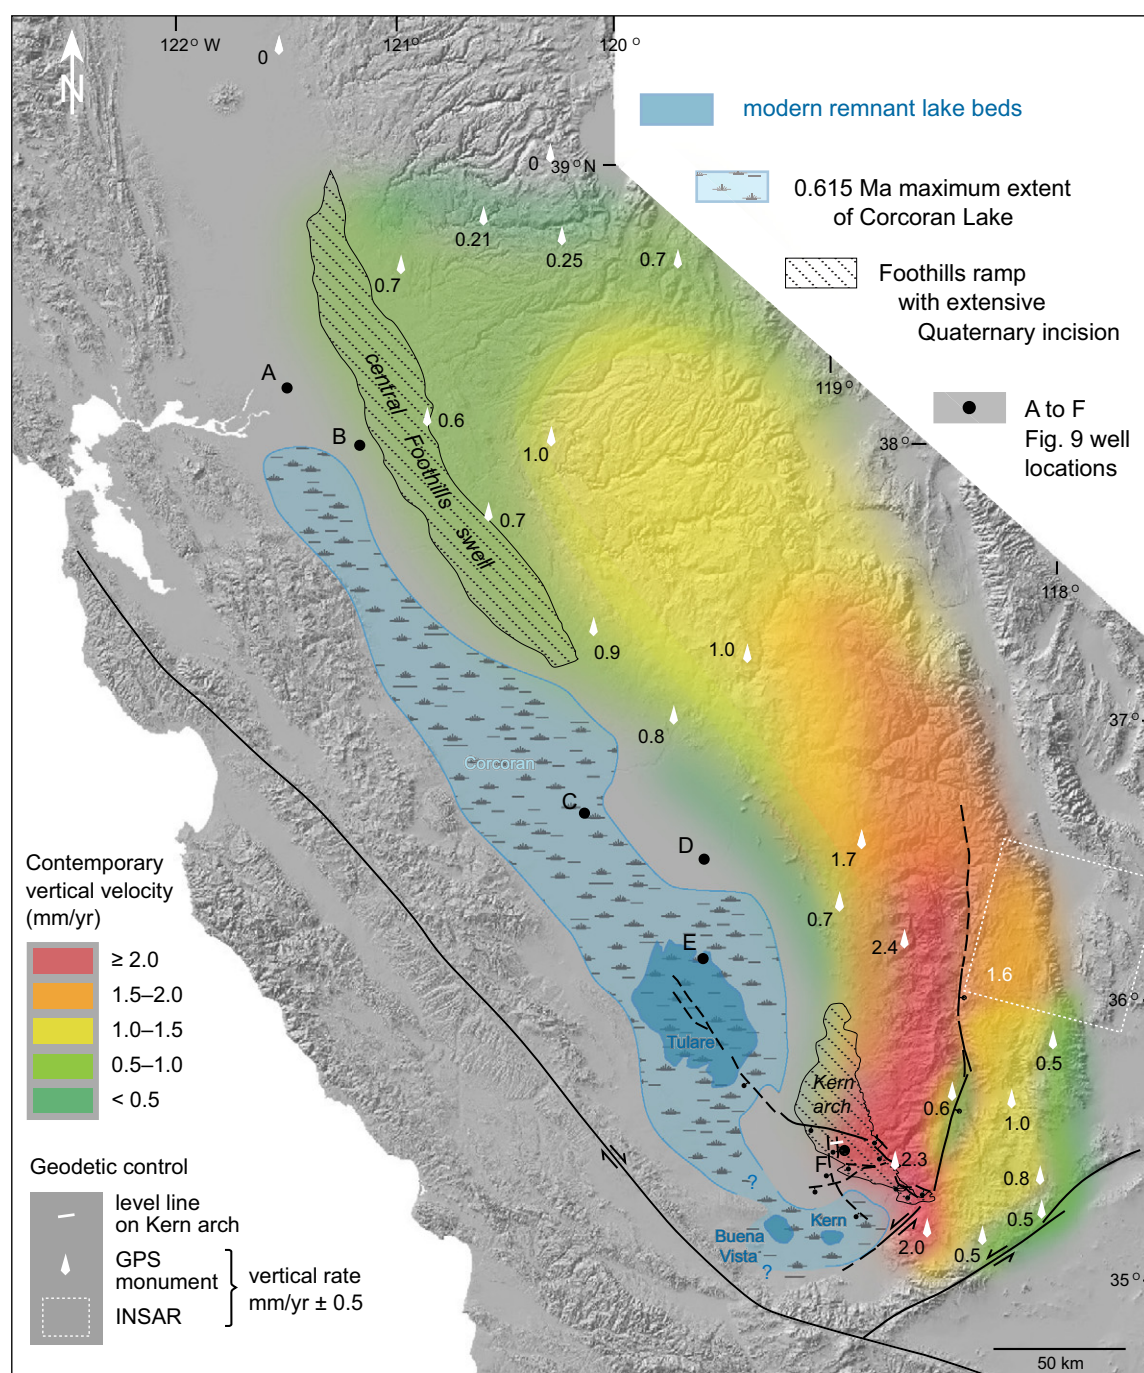 122° W
121°
120 °
0
N
modern remnant lake beds
0
39° N
0.615 Ma maximum extent
of Corcoran Lake
0.21
0.25
0.7
0.7
Foothills ramp
with extensive
Quaternary incision
119°
A
central Foothills swell
A to F
Fig. 9 well
locations
0.6
B
1.0
38°
0.7
118°
0.9
1.0
0.8
37°
Corcoran
C
D
1.7
Contemporary
vertical velocity
(mm/yr)
0.7
E
2.4
≥ 2.0
1.6
1.5–2.0
36°
1.0–1.5
Tulare
0.5
0.5–1.0
Kern
arch
0.6
< 0.5
1.0
F
2.3
Geodetic control
0.8
?
level line
on Kern arch
Kern
0.5
Buena
Vista
2.0
0.5
GPS
monument
?
vertical rate
mm/yr ± 0.5
35°
INSAR
50 km